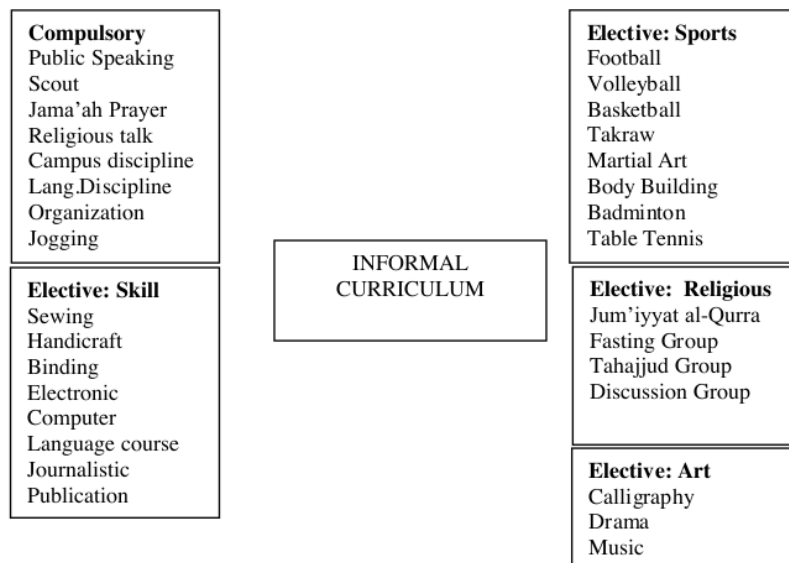 Compulsory
Public Speaking
Scout
Jama’ah Prayer
Religious talk
Campus discipline
Lang.Discipline
Organization
Jogging
Elective: Skill
Sewing
Handicraft
Binding
Electronic
Computer
Language course
Journalistic
Publication
INFORMAL
CURRICULUM
Elective: Sports
Football
Volleyball
Basketball
Takraw
Martial Art
Body Building
Badminton
Table Tennis
Elective: Religious
Jum’iyyat al-Qurra
Fasting Group
Tahajjud Group
Discussion Group
Elective: Art
Calligraphy
Drama
Music